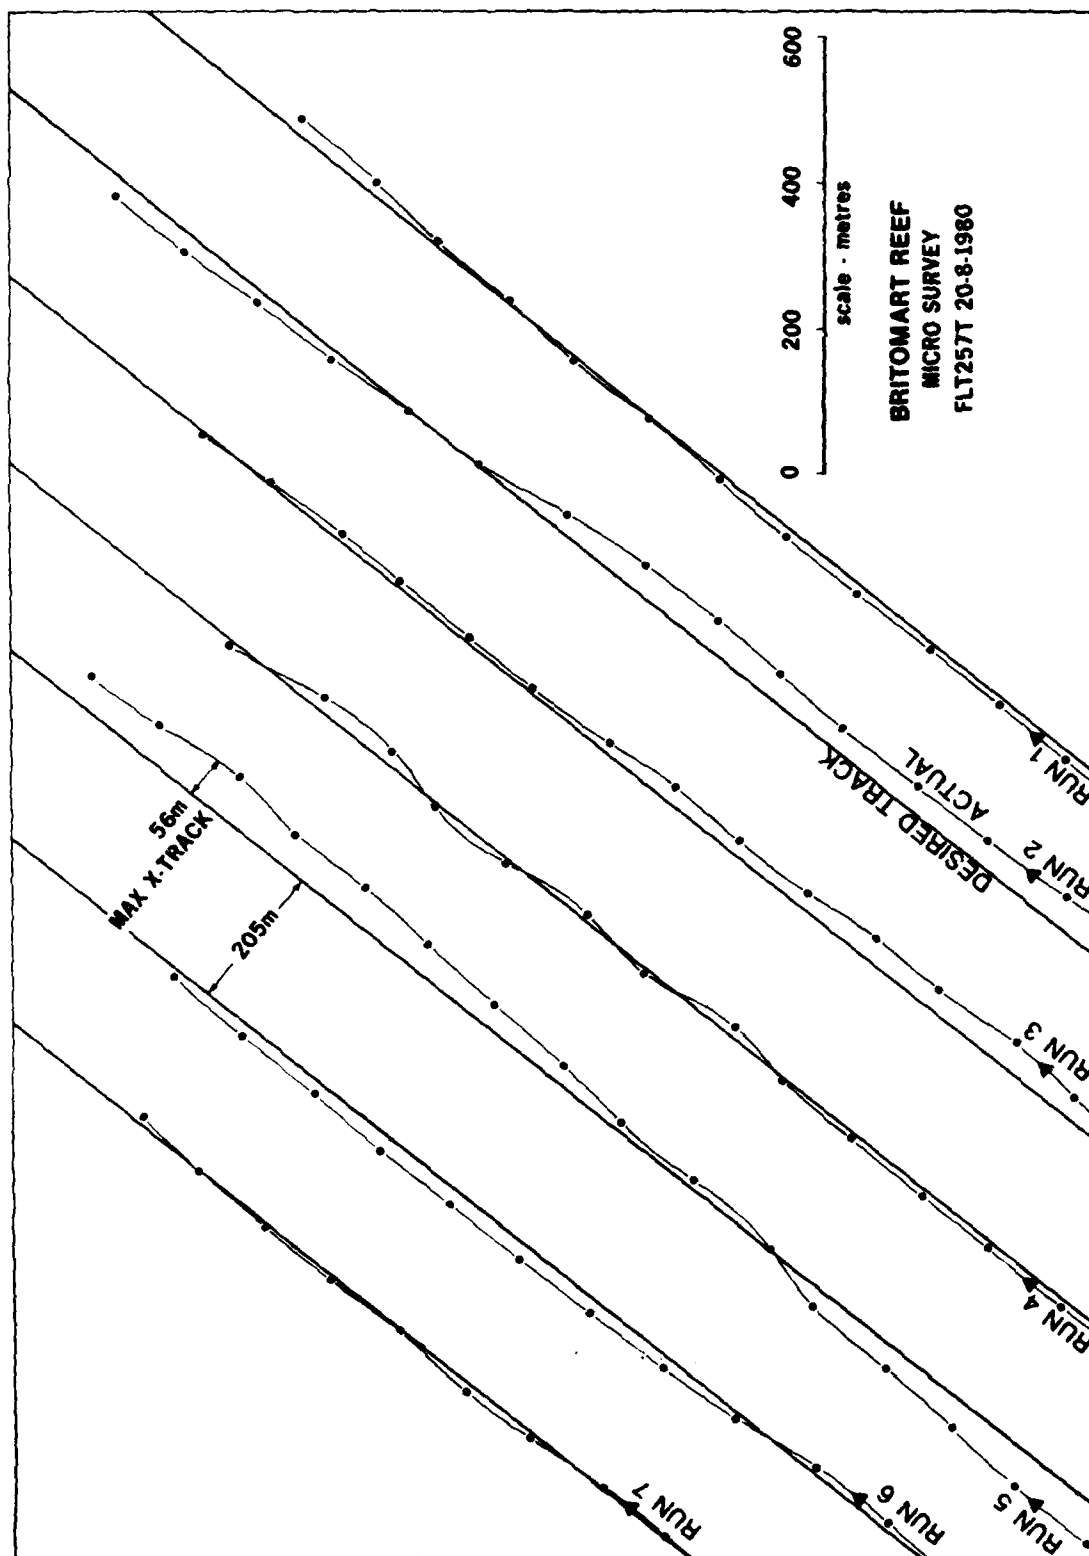 56m
MAX X-TRACK
205m
DESIRED TRACK
ACTUAL
RUN 1
RUN 2
RUN 3
RUN 4
RUN 5
RUN 6
RUN 7
0 200 400 600
scale - metres
BRITOMART REEF
MICRO SURVEY
FLT257T 20-8-1980